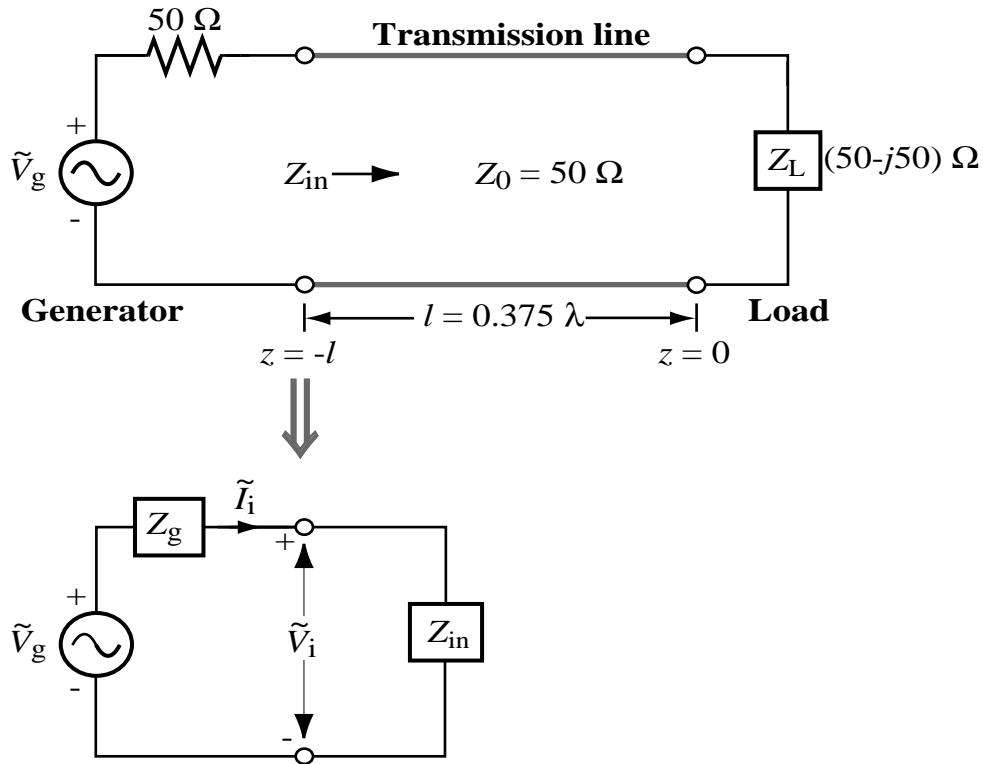 50 Ω
Transmission line
+
Ṽg
-
Zin
Z0 = 50 Ω
ZL
(50-j50) Ω
Generator
l = 0.375 λ
Load
z = -l
z = 0
Zg
Ĩi
+
+
Ṽg
-
Ṽi
Zin
-